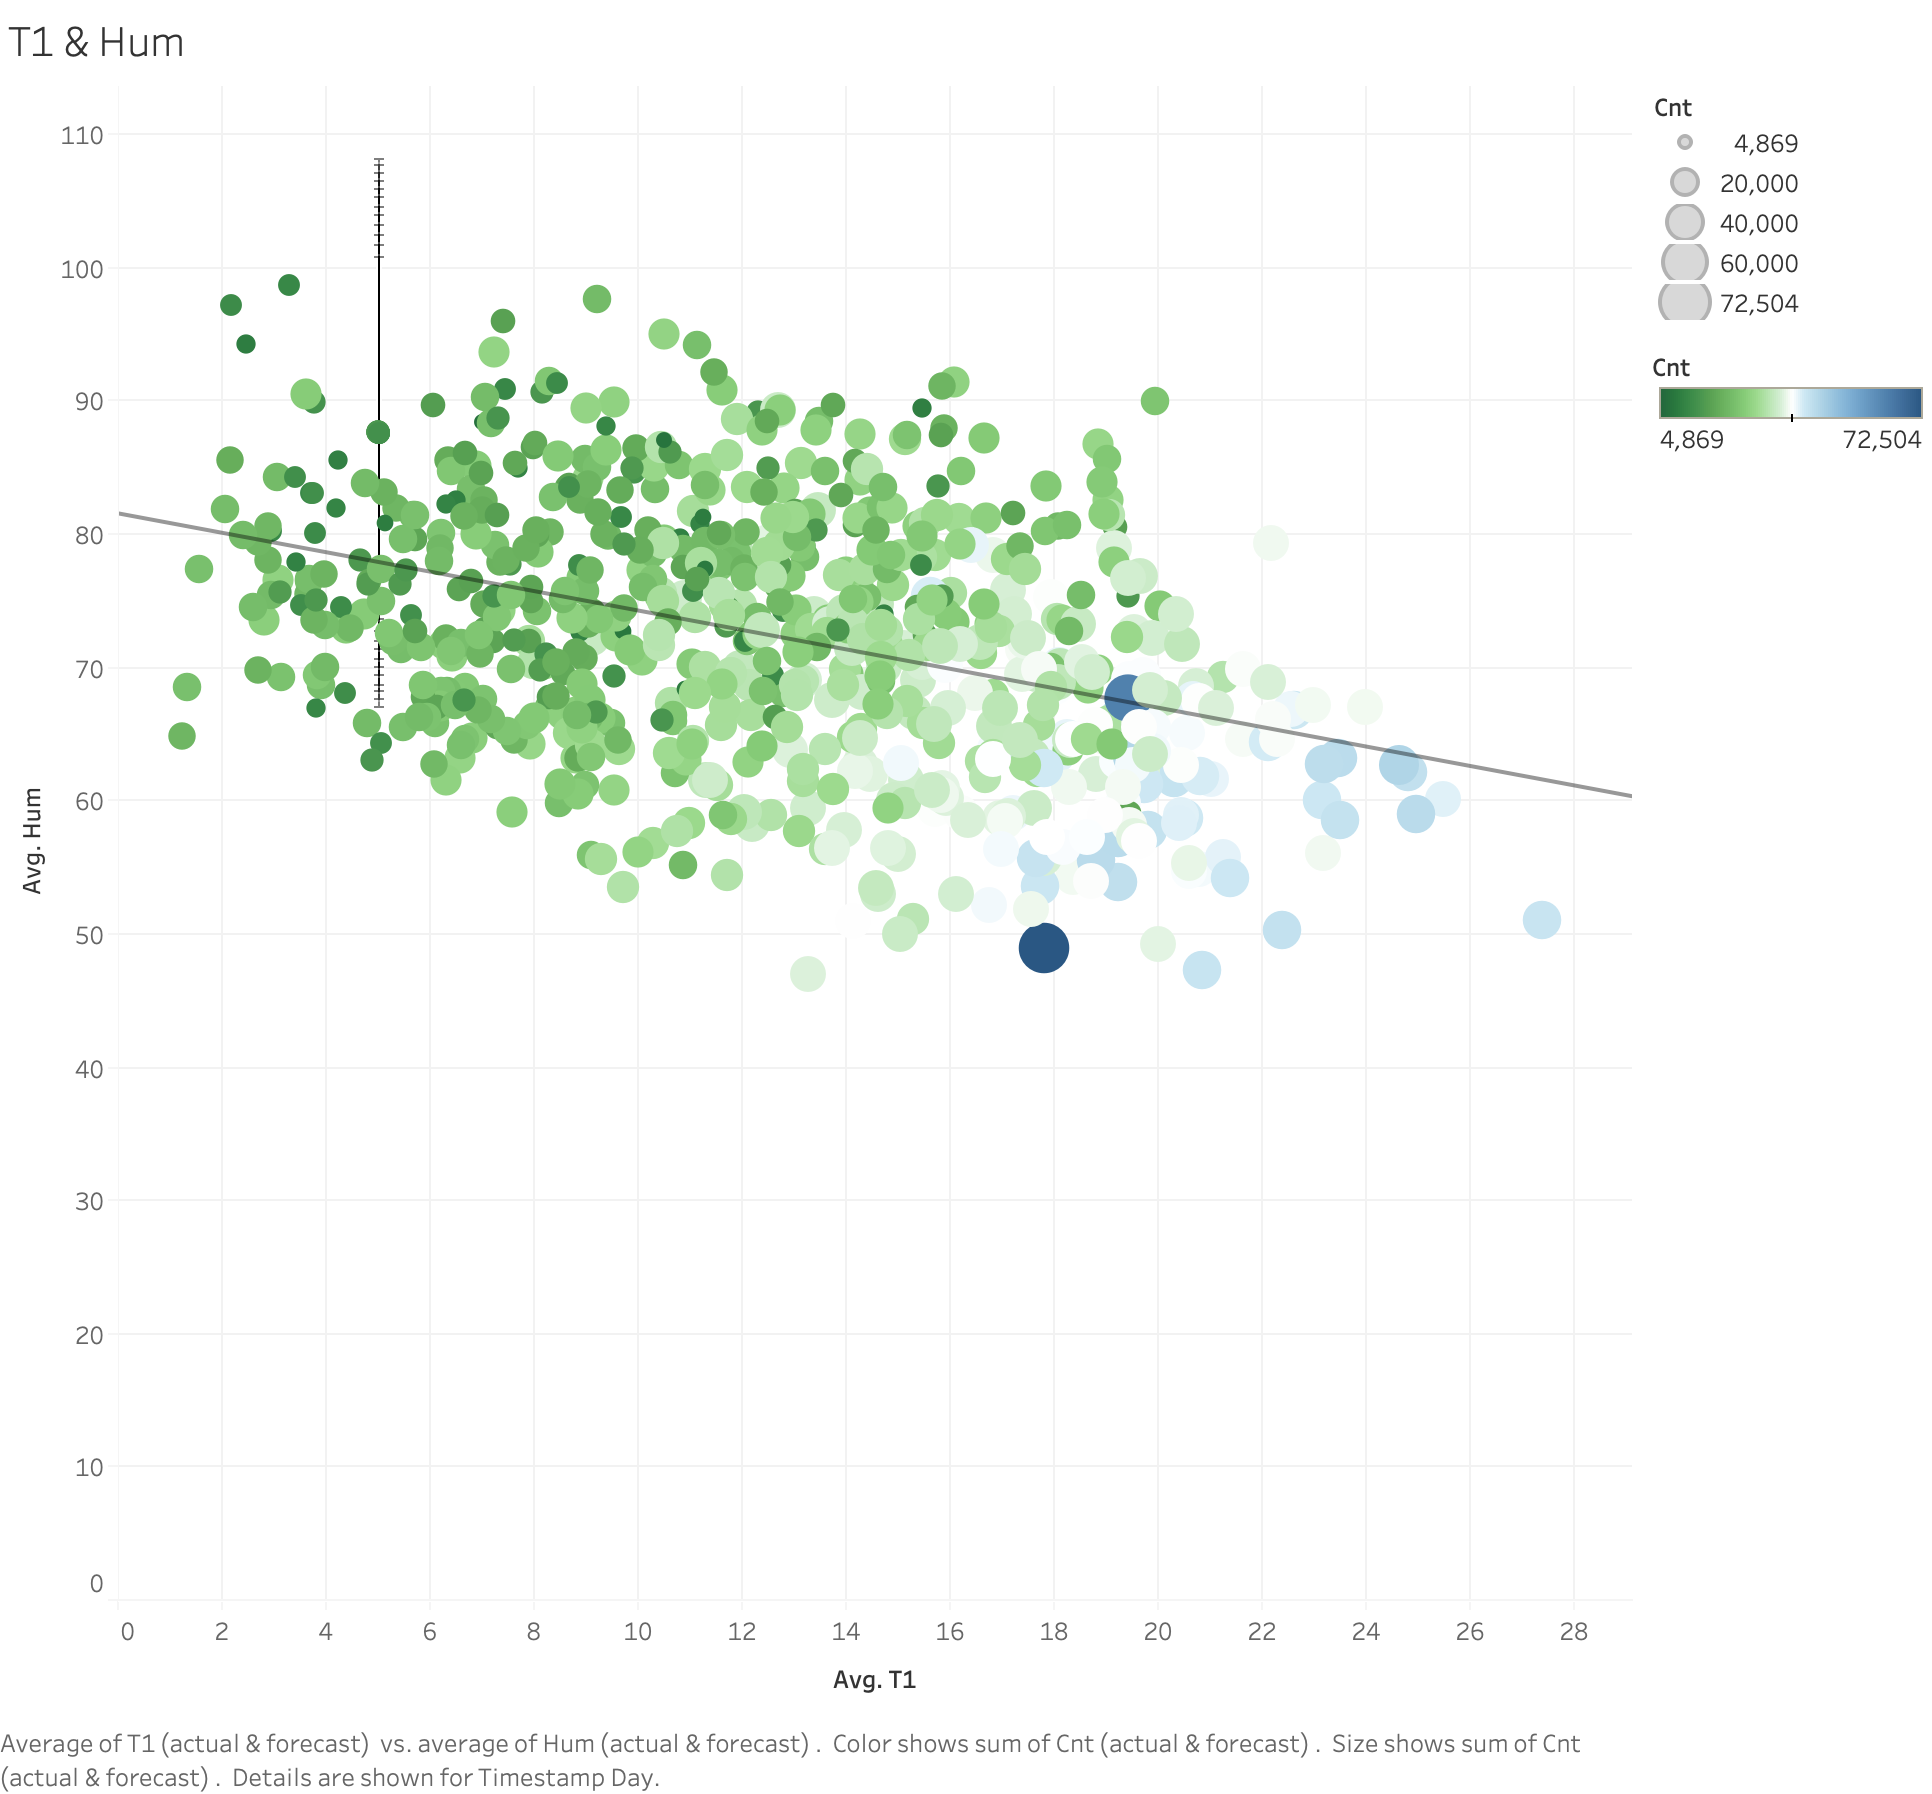 T1 & Hum
Cnt
4,869
20,000
40,000
60,000
72,504
Cnt
4,869 72,504
110
100
90
80
70
60
50
40
30
20
10
0
Avg. Hum
0 2 4 6 8 10 12 14 16 18 20 22 24 26 28
Avg. T1
Average of T1 (actual & forecast)  vs. average of Hum (actual & forecast) .  Color shows sum of Cnt (actual & forecast) .  Size shows sum of Cnt
(actual & forecast) .  Details are shown for Timestamp Day.